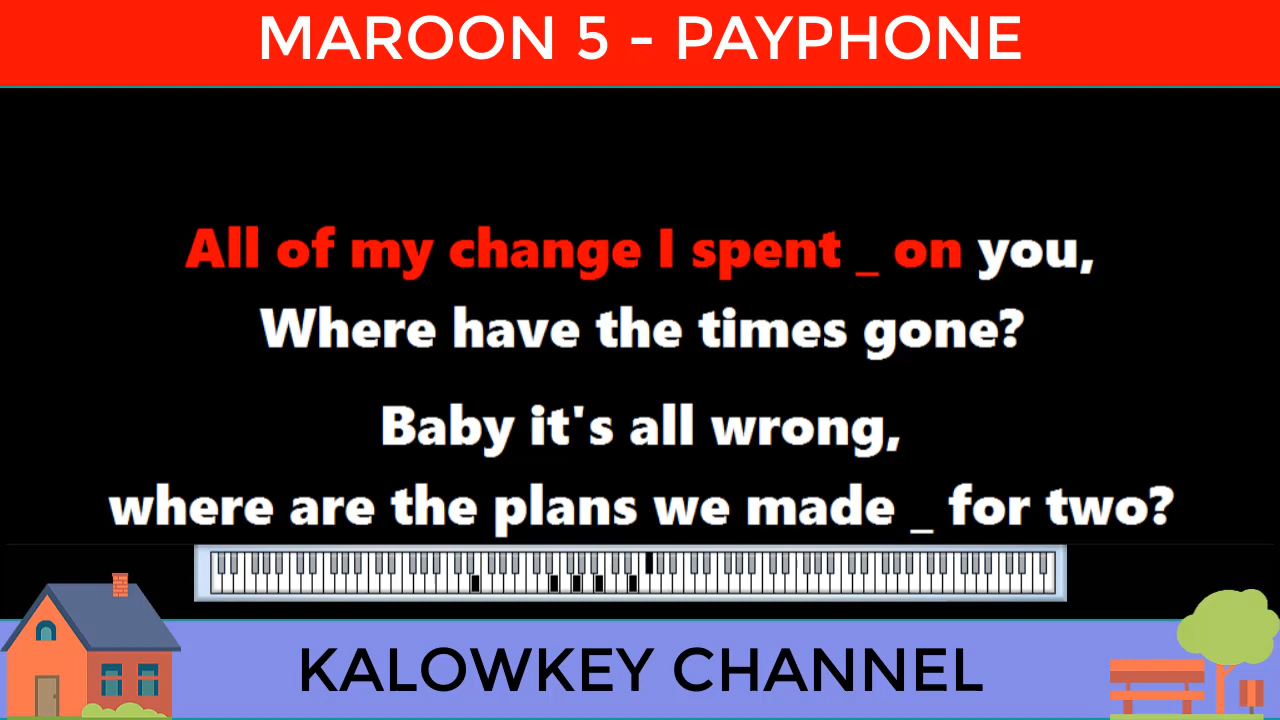 MAROON 5 - PAYPHONE
All of my change I spent _ on you,
Where have the times gone?
Baby it's all wrong,
where are the plans we made _ for two?
KALOWKEY CHANNEL